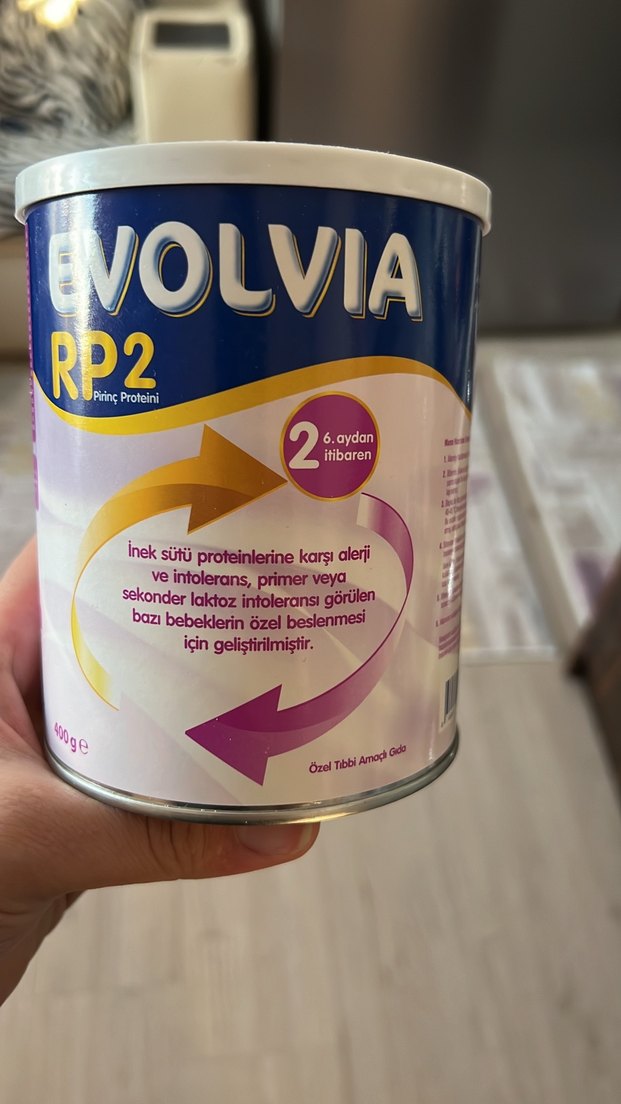 EVOLVIA
RP2
Pirinç Proteini
2 6. aydan
itibaren
İnek sütü proteinlerine karşı alerji
ve intolerans, primer veya
sekonder laktoz intoleransı görülen
bazı bebeklerin özel beslenmesi
için geliştirilmiştir.
400 g e
Özel Tıbbi Amaçlı Gıda